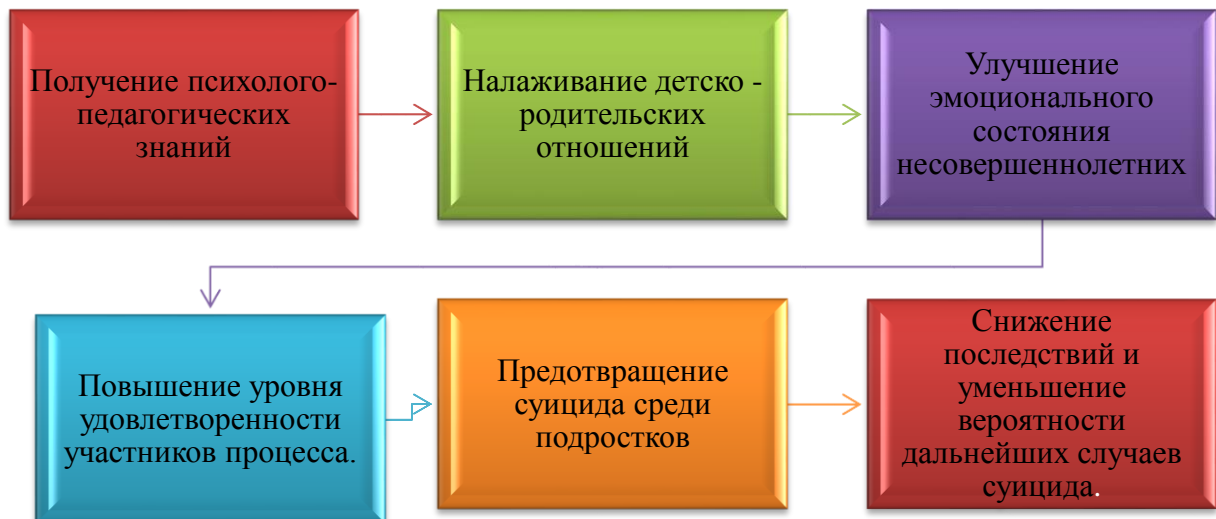 Получение психолого-
педагогических
знаний
Налаживание детско -
родительских
отношений
Улучшение
эмоционального
состояния
несовершеннолетних
Повышение уровня
удовлетворенности
участников процесса.
Предотвращение
суицида среди
подростков
Снижение
последствий и
уменьшение
вероятности
дальнейших случаев
суицида.